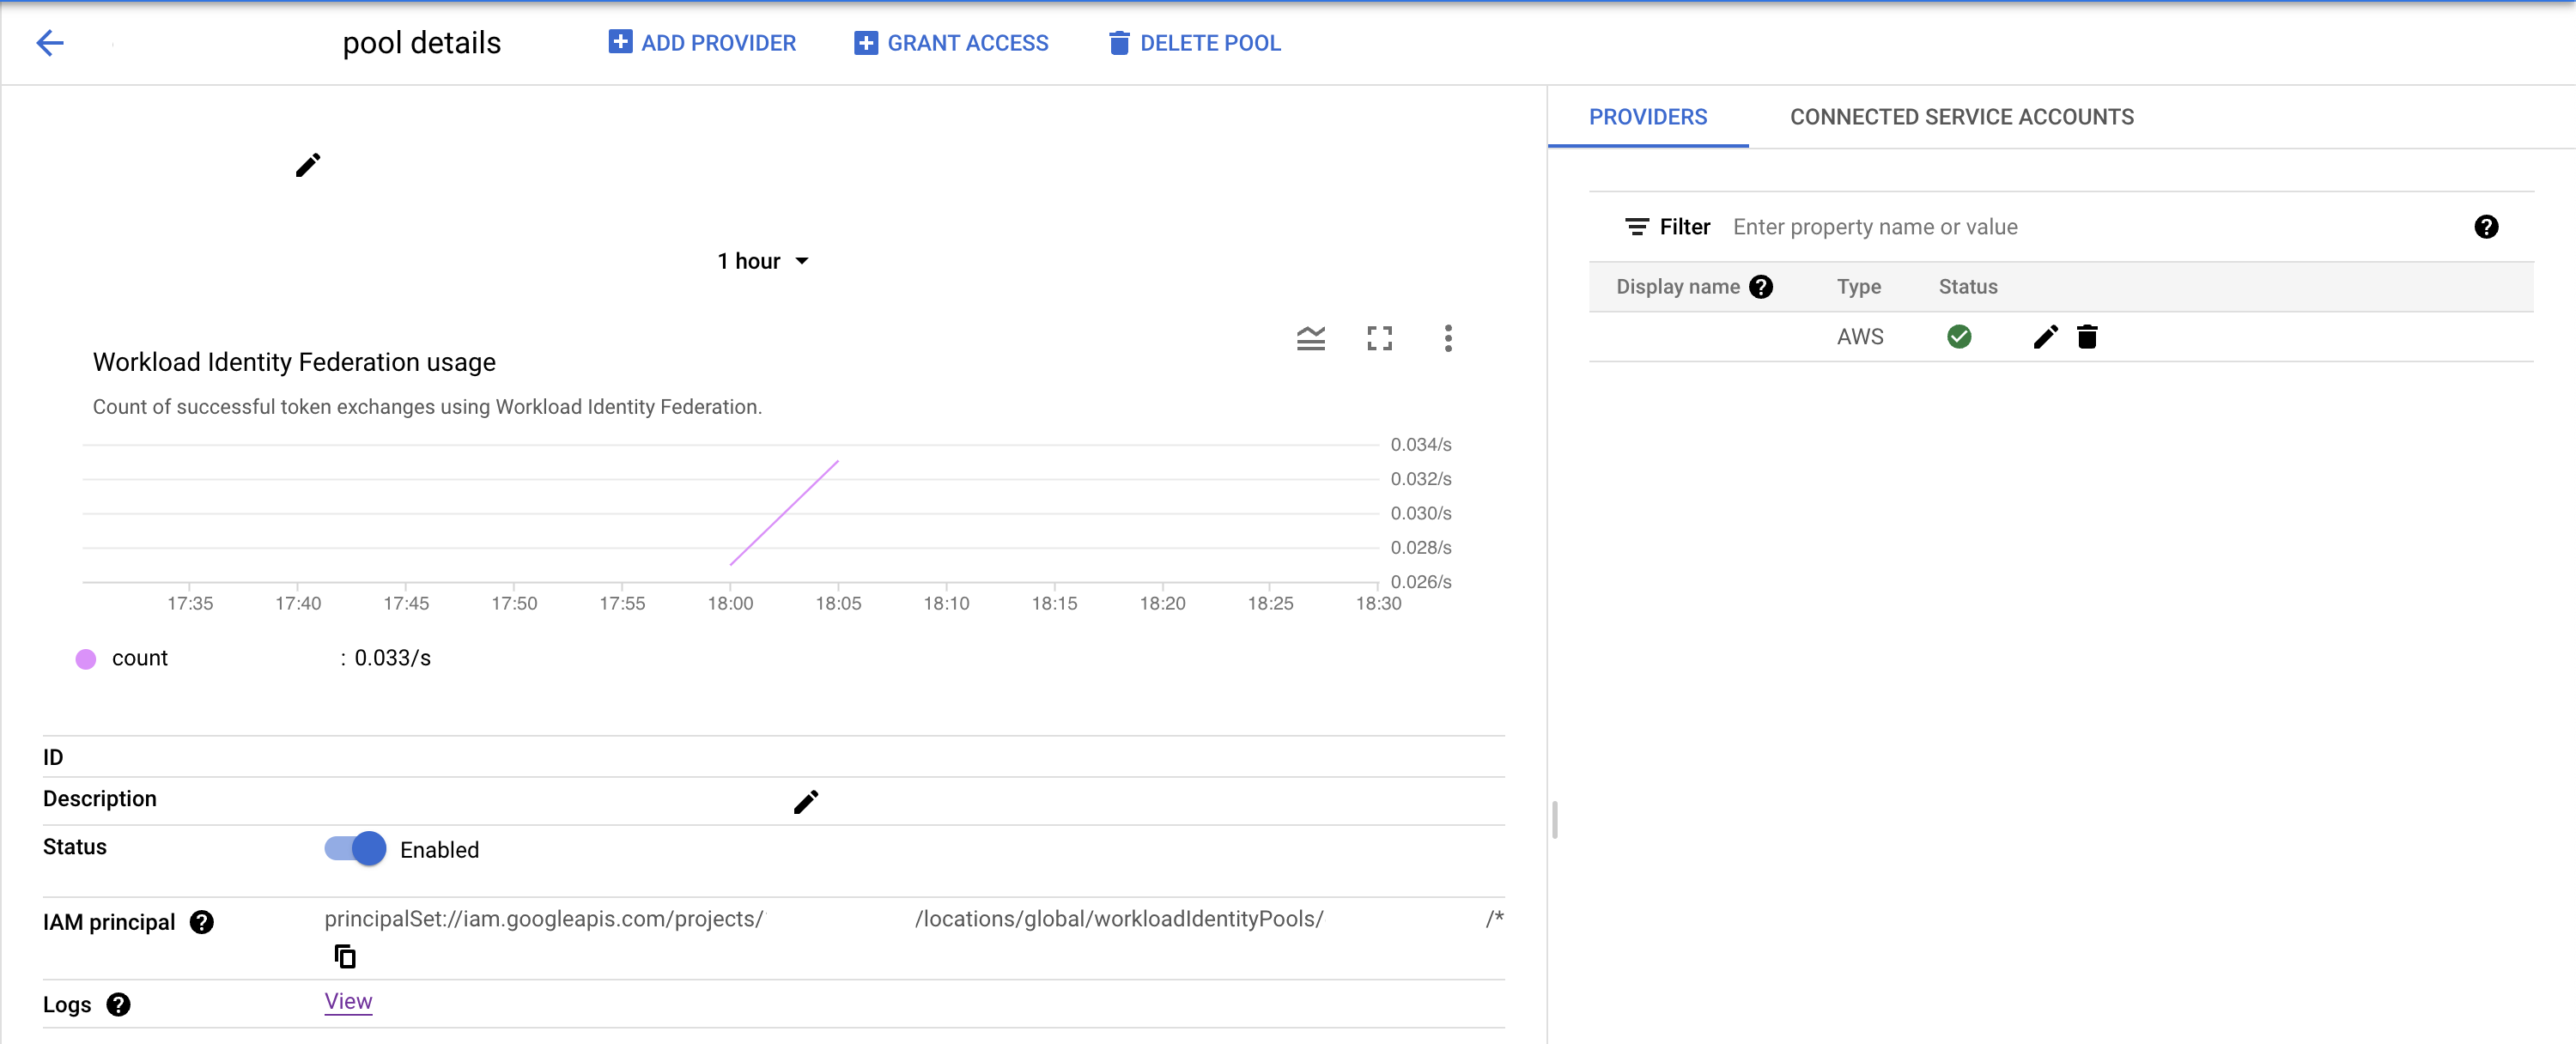 pool details ADD PROVIDER GRANT ACCESS DELETE POOL
1 hour
Workload Identity Federation usage
Count of successful token exchanges using Workload Identity Federation.
0.034/s
0.032/s
0.030/s
0.028/s
0.026/s
17:35 17:40 17:45 17:50 17:55 18:00 18:05 18:10 18:15 18:20 18:25 18:30
count : 0.033/s
ID
Description
Status Enabled
IAM principal principalSet://iam.googleapis.com/projects/ /locations/global/workloadIdentityPools/ /*
Logs View
PROVIDERS CONNECTED SERVICE ACCOUNTS
Filter Enter property name or value
Display name Type Status
AWS